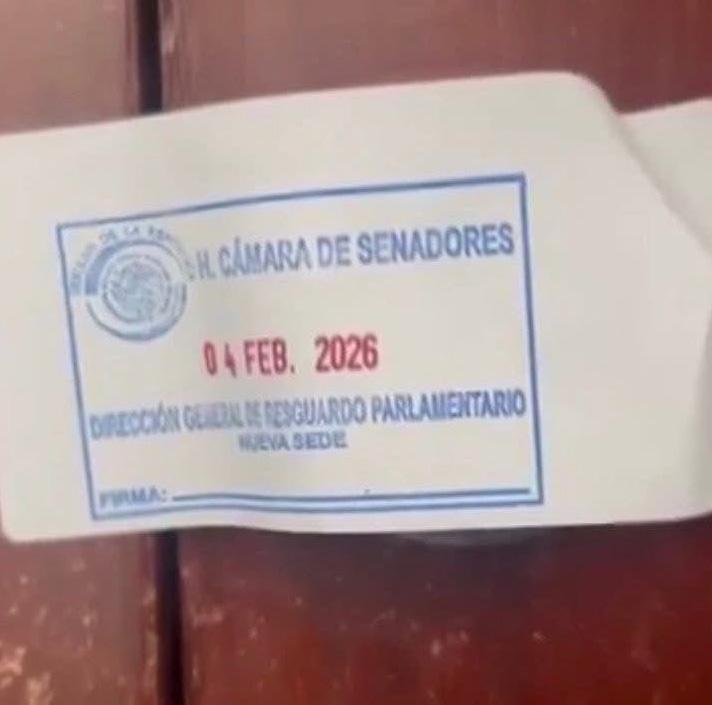 H. CÁMARA DE SENADORES
04 FEB. 2026
DIRECCIÓN GENERAL DE RESGUARDO PARLAMENTARIO
NUEVA SEDE
FIRMA: